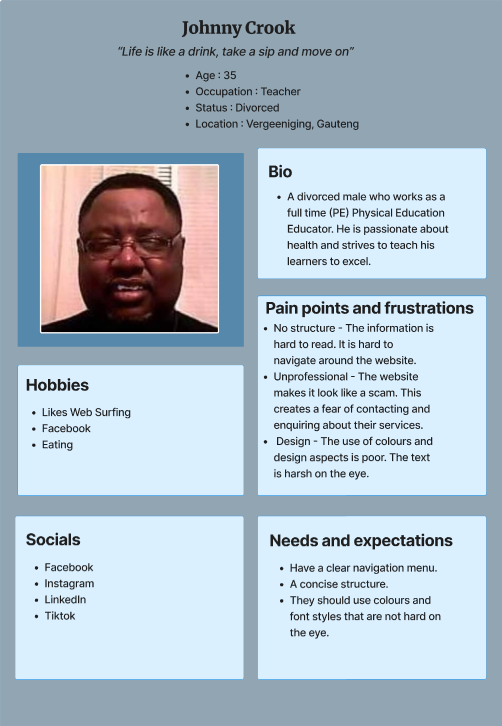 Johnny Crook
“Life is like a drink, take a sip and move on”
• Age : 35
• Occupation : Teacher
• Status : Divorced
• Location : Vergeeniging, Gauteng
Bio
• A divorced male who works as a
full time (PE) Physical Education
Educator. He is passionate about
health and strives to teach his
learners to excel.
Pain points and frustrations
• No structure - The information is
hard to read. It is hard to
navigate around the website.
• Unprofessional - The website
makes it look like a scam. This
creates a fear of contacting and
enquiring about their services.
• Design - The use of colours and
design aspects is poor. The text
is harsh on the eye.
Hobbies
• Likes Web Surfing
• Facebook
• Eating
Socials
• Facebook
• Instagram
• LinkedIn
• Tiktok
Needs and expectations
• Have a clear navigation menu.
• A concise structure.
• They should use colours and
font styles that are not hard on
the eye.